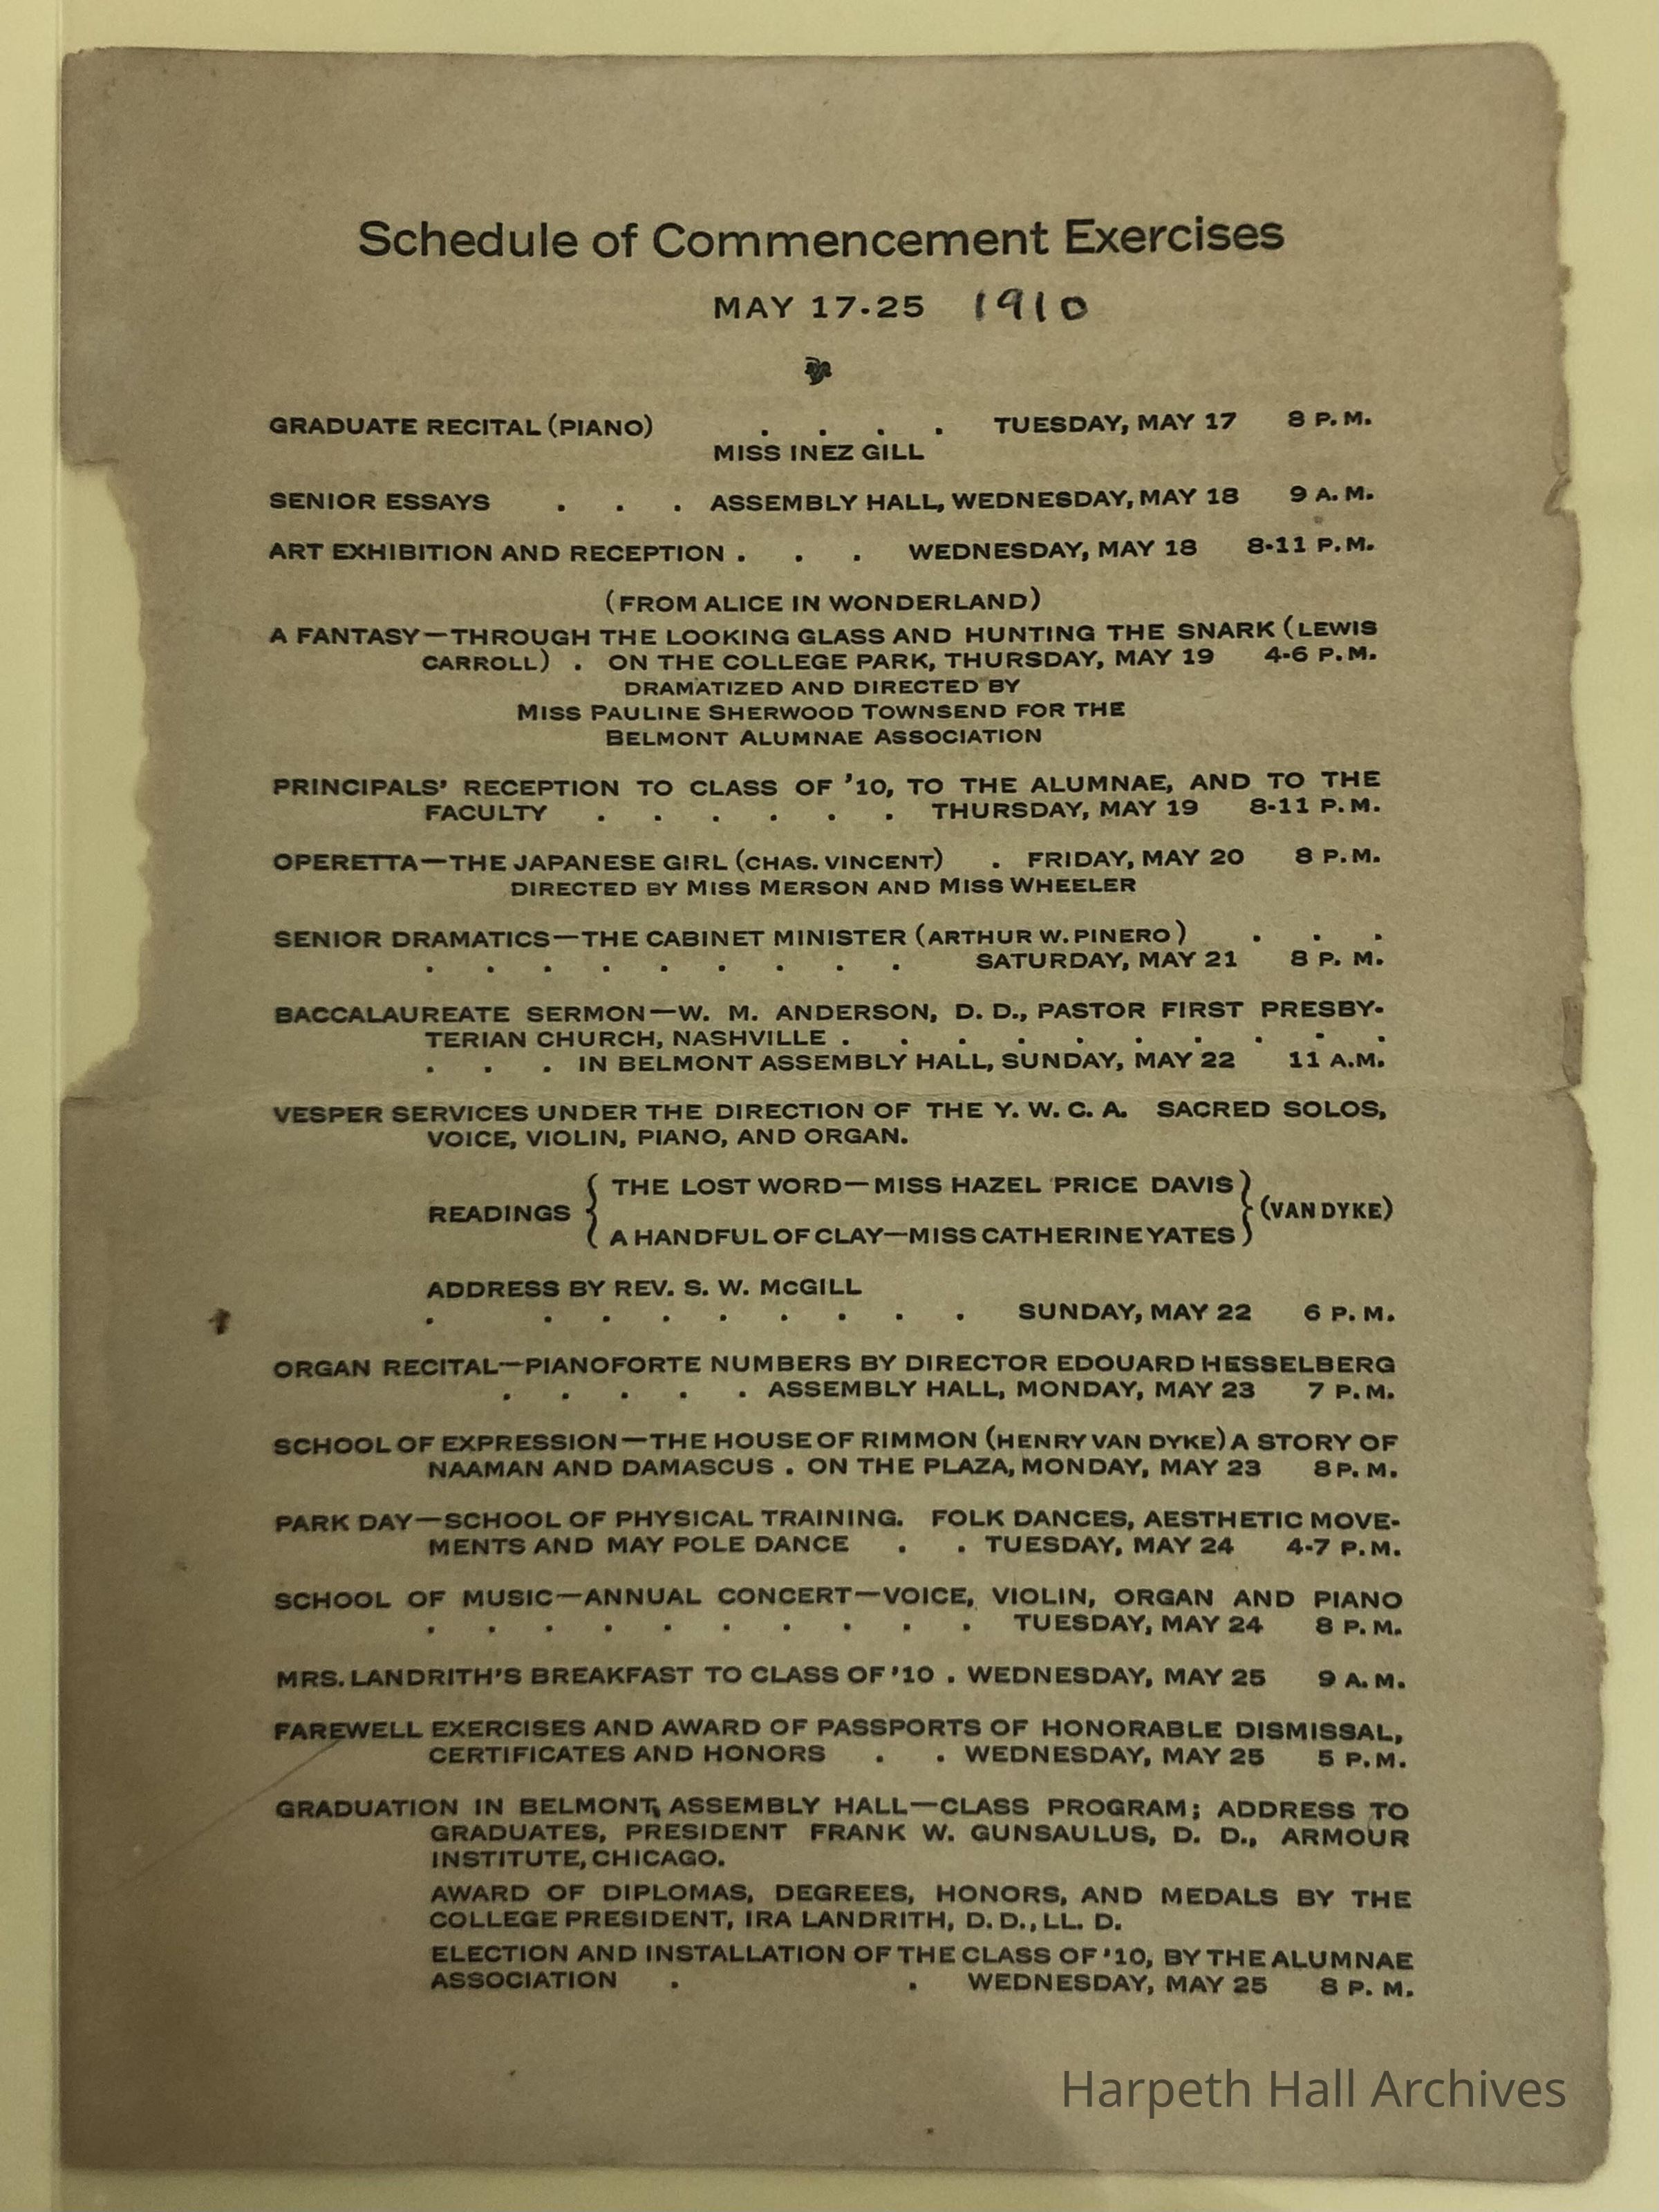 Schedule of Commencement Exercises
MAY 17-25 1910
GRADUATE RECITAL (PIANO) . . . . TUESDAY, MAY 17 8 P. M.
MISS INEZ GILL
SENIOR ESSAYS . . . ASSEMBLY HALL, WEDNESDAY, MAY 18 9 A. M.
ART EXHIBITION AND RECEPTION . . . WEDNESDAY, MAY 18 8-11 P. M.
(FROM ALICE IN WONDERLAND)
A FANTASY—THROUGH THE LOOKING GLASS AND HUNTING THE SNARK (LEWIS
CARROLL) . ON THE COLLEGE PARK, THURSDAY, MAY 19 4-6 P. M.
DRAMATIZED AND DIRECTED BY
MISS PAULINE SHERWOOD TOWNSEND FOR THE
BELMONT ALUMNAE ASSOCIATION
PRINCIPALS' RECEPTION TO CLASS OF '10, TO THE ALUMNAE, AND TO THE
FACULTY . . . . . . THURSDAY, MAY 19 8-11 P. M.
OPERETTA—THE JAPANESE GIRL (CHAS. VINCENT) . FRIDAY, MAY 20 8 P. M.
DIRECTED BY MISS MERSON AND MISS WHEELER
SENIOR DRAMATICS—THE CABINET MINISTER (ARTHUR W. PINERO) . . .
. . . . . . . . . SATURDAY, MAY 21 8 P. M.
BACCALAUREATE SERMON—W. M. ANDERSON, D. D., PASTOR FIRST PRESBY-
TERIAN CHURCH, NASHVILLE . . . . . . . . . .
. . . IN BELMONT ASSEMBLY HALL, SUNDAY, MAY 22 11 A.M.
VESPER SERVICES UNDER THE DIRECTION OF THE Y. W. C. A. SACRED SOLOS,
VOICE, VIOLIN, PIANO, AND ORGAN.
THE LOST WORD—MISS HAZEL PRICE DAVIS
READINGS { } (VAN DYKE)
A HANDFUL OF CLAY—MISS CATHERINE YATES
ADDRESS BY REV. S. W. McGILL
. . . . . . . . . SUNDAY, MAY 22 6 P. M.
ORGAN RECITAL—PIANOFORTE NUMBERS BY DIRECTOR EDOUARD HESSELBERG
. . . . . ASSEMBLY HALL, MONDAY, MAY 23 7 P. M.
SCHOOL OF EXPRESSION—THE HOUSE OF RIMMON (HENRY VAN DYKE) A STORY OF
NAAMAN AND DAMASCUS . ON THE PLAZA, MONDAY, MAY 23 8 P. M.
PARK DAY—SCHOOL OF PHYSICAL TRAINING. FOLK DANCES, AESTHETIC MOVE-
MENTS AND MAY POLE DANCE . . TUESDAY, MAY 24 4-7 P. M.
SCHOOL OF MUSIC—ANNUAL CONCERT—VOICE, VIOLIN, ORGAN AND PIANO
. . . . . . . . . . TUESDAY, MAY 24 8 P. M.
MRS. LANDRITH'S BREAKFAST TO CLASS OF '10 . WEDNESDAY, MAY 25 9 A. M.
FAREWELL EXERCISES AND AWARD OF PASSPORTS OF HONORABLE DISMISSAL,
CERTIFICATES AND HONORS . . WEDNESDAY, MAY 25 5 P. M.
GRADUATION IN BELMONT, ASSEMBLY HALL—CLASS PROGRAM; ADDRESS TO
GRADUATES, PRESIDENT FRANK W. GUNSAULUS, D. D., ARMOUR
INSTITUTE, CHICAGO.
AWARD OF DIPLOMAS, DEGREES, HONORS, AND MEDALS BY THE
COLLEGE PRESIDENT, IRA LANDRITH, D. D., LL. D.
ELECTION AND INSTALLATION OF THE CLASS OF '10, BY THE ALUMNAE
ASSOCIATION . . WEDNESDAY, MAY 25 8 P. M.
Harpeth Hall Archives